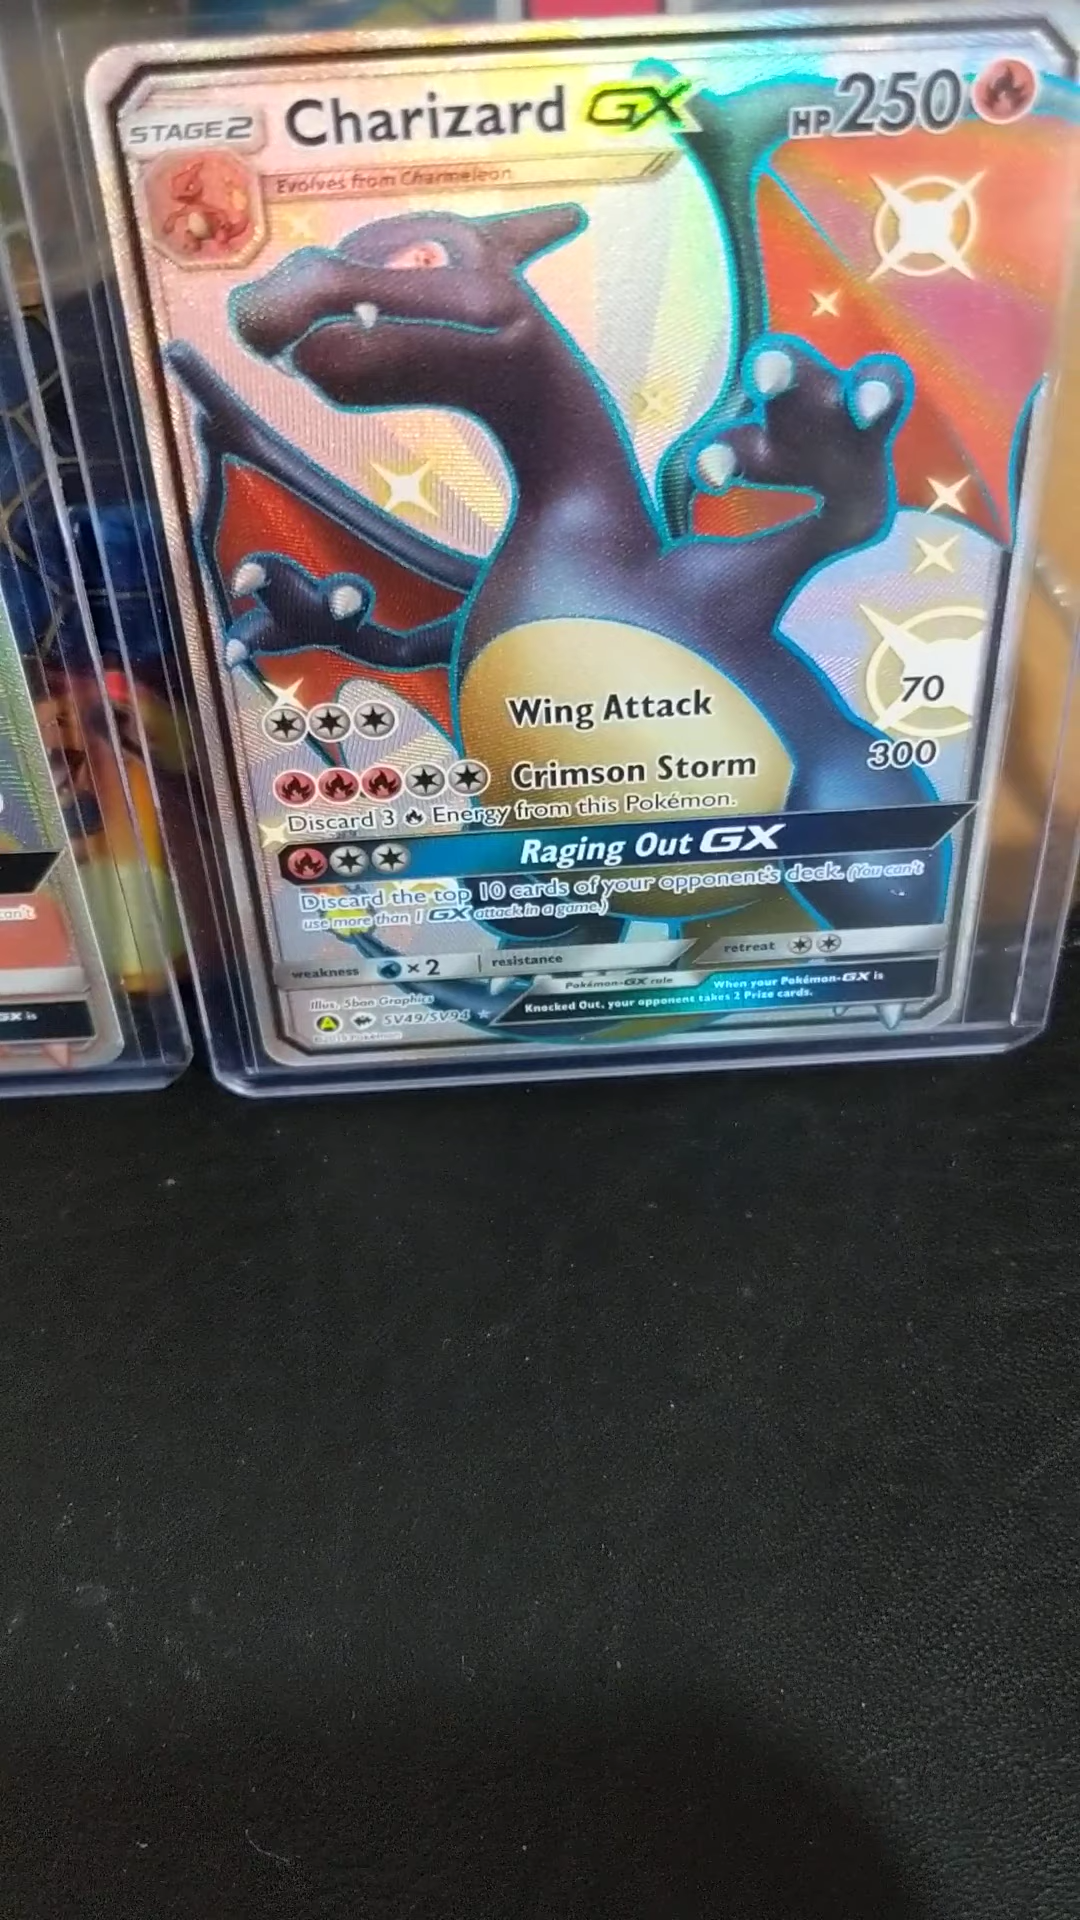 STAGE2 Charizard GX HP250
Evolves from Charmeleon
Wing Attack 70
Crimson Storm 300
Discard 3 Energy from this Pokémon.
Raging Out GX
Discard the top 10 cards of your opponent's deck. (You can't
use more than 1 GX attack in a game.)
weakness ×2 resistance retreat
Pokémon-GX rule When your Pokémon-GX is
Knocked Out, your opponent takes 2 Prize cards.
Illus. 5ban Graphics
A SV49/SV94
an't
GX is